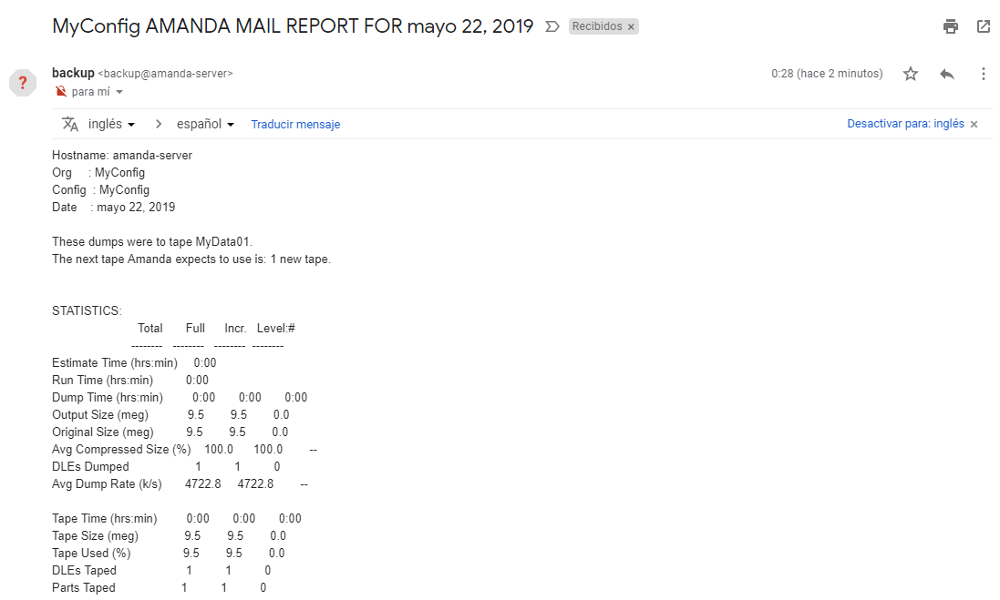 MyConfig AMANDA MAIL REPORT FOR mayo 22, 2019 Recibidos ×
backup <backup@amanda-server> 0:28 (hace 2 minutos)
?
para mí
inglés > español Traducir mensaje Desactivar para: inglés ×
Hostname: amanda-server
Org : MyConfig
Config : MyConfig
Date : mayo 22, 2019
These dumps were to tape MyData01.
The next tape Amanda expects to use is: 1 new tape.
STATISTICS:
Total Full Incr. Level:#
-------- -------- -------- --------
Estimate Time (hrs:min) 0:00
Run Time (hrs:min) 0:00
Dump Time (hrs:min) 0:00 0:00 0:00
Output Size (meg) 9.5 9.5 0.0
Original Size (meg) 9.5 9.5 0.0
Avg Compressed Size (%) 100.0 100.0 --
DLEs Dumped 1 1 0
Avg Dump Rate (k/s) 4722.8 4722.8 --
Tape Time (hrs:min) 0:00 0:00 0:00
Tape Size (meg) 9.5 9.5 0.0
Tape Used (%) 9.5 9.5 0.0
DLEs Taped 1 1 0
Parts Taped 1 1 0